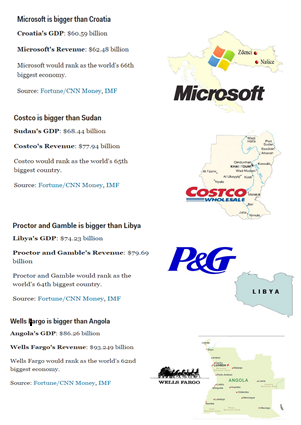 Microsoft is bigger than Croatia
Croatia's GDP: $60.59 billion
Microsoft's Revenue: $62.48 billion
Microsoft would rank as the world's 66th
biggest economy.
Source: Fortune/CNN Money, IMF
Zdenci
Našice
Microsoft
Costco is bigger than Sudan
Sudan's GDP: $68.44 billion
Costco's Revenue: $77.94 billion
Costco would rank as the world's 65th
biggest country.
Source: Fortune/CNN Money, IMF
COSTCO
WHOLESALE
Proctor and Gamble is bigger than Libya
Libya's GDP: $74.23 billion
Proctor and Gamble's Revenue: $79.69
billion
Proctor and Gamble would rank as the
world's 64th biggest country.
Source: Fortune/CNN Money, IMF
P&G
LIBYA
Wells Fargo is bigger than Angola
Angola's GDP: $86.26 billion
Wells Fargo's Revenue: $93.249 billion
Wells Fargo would rank as the world's 62nd
biggest economy.
Source: Fortune/CNN Money, IMF
WELLS FARGO
ANGOLA